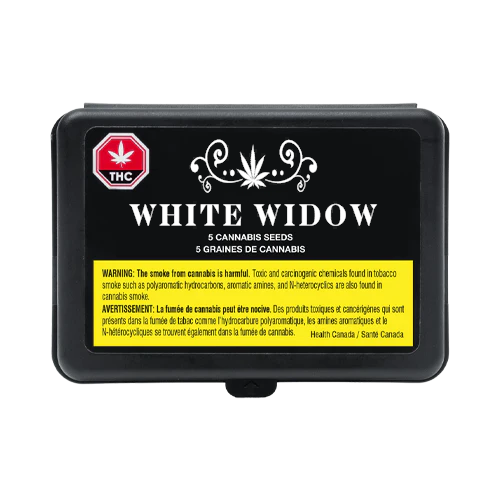 THC
WHITE WIDOW
5 CANNABIS SEEDS
5 GRAINES DE CANNABIS
WARNING: The smoke from cannabis is harmful. Toxic and carcinogenic chemicals found in tobacco
smoke such as polyaromatic hydrocarbons, aromatic amines, and N-heterocyclics are also found in
cannabis smoke.
AVERTISSEMENT: La fumée de cannabis peut être nocive. Des produits toxiques et cancérigènes qui sont
présents dans la fumée de tabac comme l'hydrocarbure polyaromatique, les amines aromatiques et le
N-hétérocycliques se trouvent également dans la fumée de cannabis.
Health Canada / Santé Canada